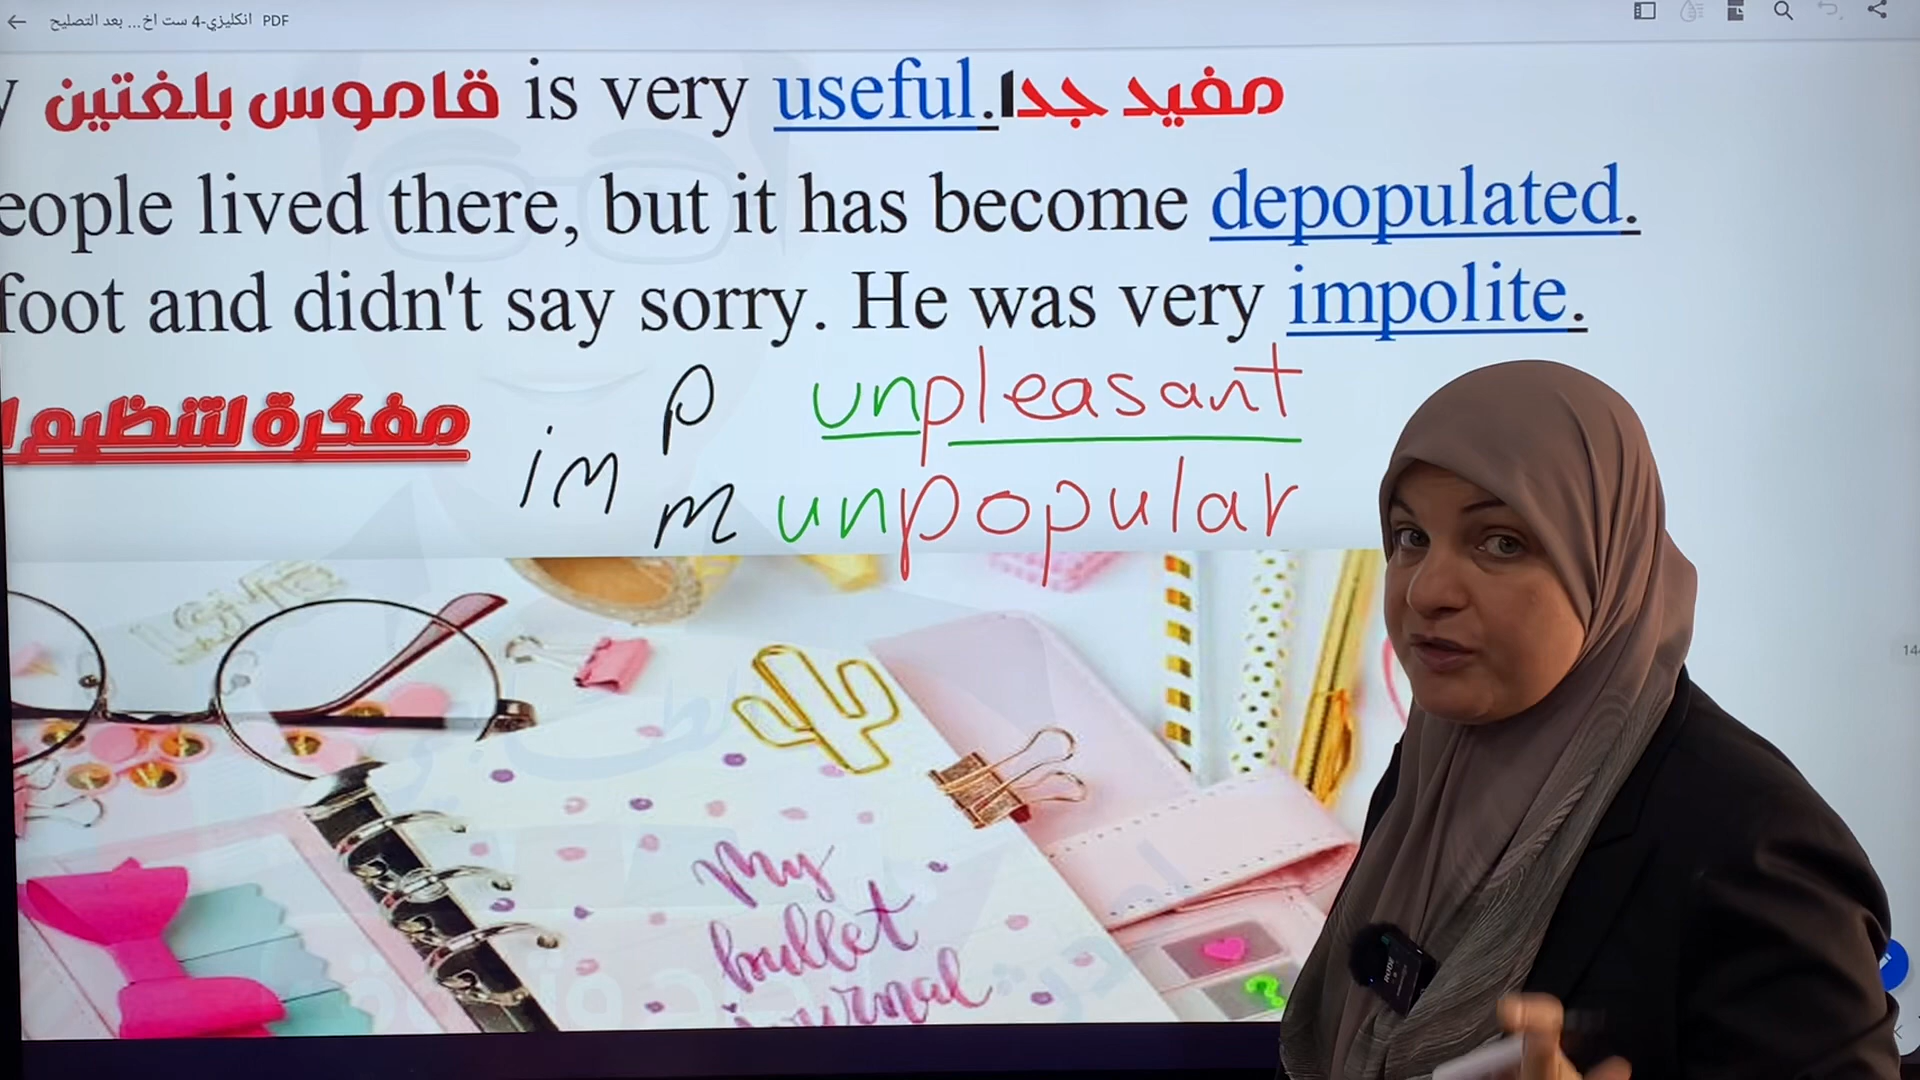 انكليزي-4 ست اخ... بعد التصليح PDF
قاموس بلغتين is very useful. مفيد جدا
eople lived there, but it has become depopulated.
foot and didn't say sorry. He was very impolite.
مفكرة لتنظيم
im p m
unpleasant
unpopular
My
bullet
journal
RODE